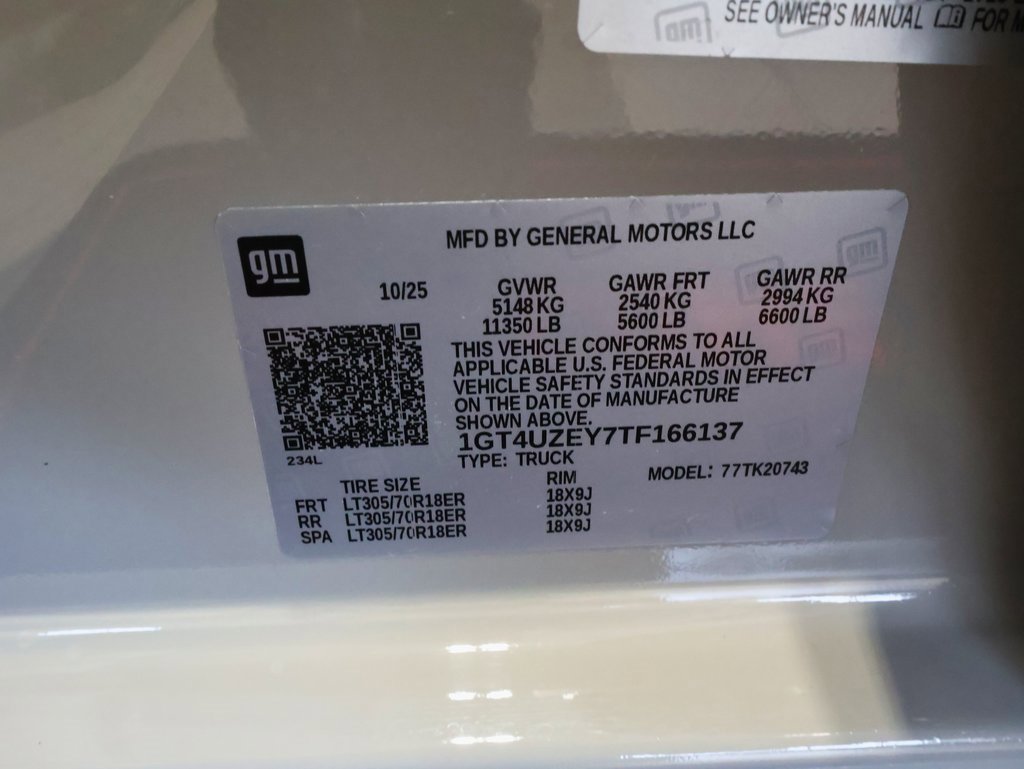 SEE OWNER'S MANUAL FOR
gm
MFD BY GENERAL MOTORS LLC
10/25
GVWR GAWR FRT GAWR RR
5148 KG 2540 KG 2994 KG
11350 LB 5600 LB 6600 LB
THIS VEHICLE CONFORMS TO ALL
APPLICABLE U.S. FEDERAL MOTOR
VEHICLE SAFETY STANDARDS IN EFFECT
ON THE DATE OF MANUFACTURE
SHOWN ABOVE.
1GT4UZEY7TF166137
234L
TYPE: TRUCK MODEL: 77TK20743
TIRE SIZE RIM
FRT LT305/70R18ER 18X9J
RR LT305/70R18ER 18X9J
SPA LT305/70R18ER 18X9J